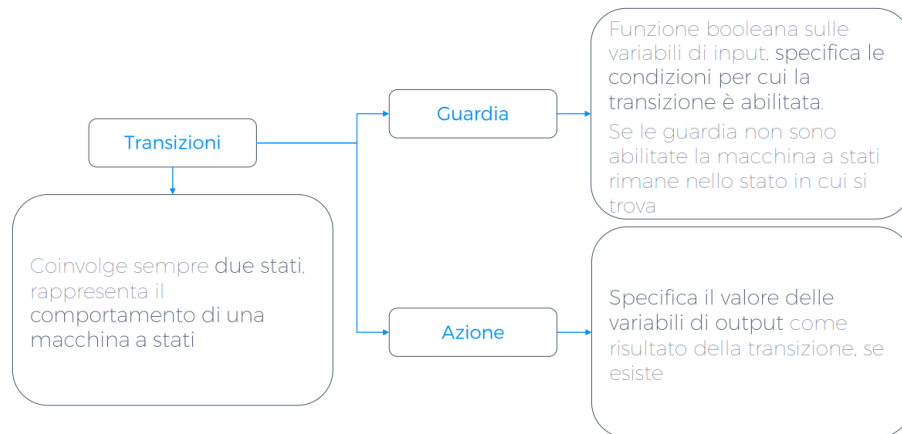 Funzione booleana sulle
variabili di input, specifica le
condizioni per cui la
transizione è abilitata.
Se le guardia non sono
abilitate la macchina a stati
rimane nello stato in cui si
trova
Guardia
Transizioni
Coinvolge sempre due stati,
rappresenta il
comportamento di una
macchina a stati
Azione
Specifica il valore delle
variabili di output come
risultato della transizione, se
esiste